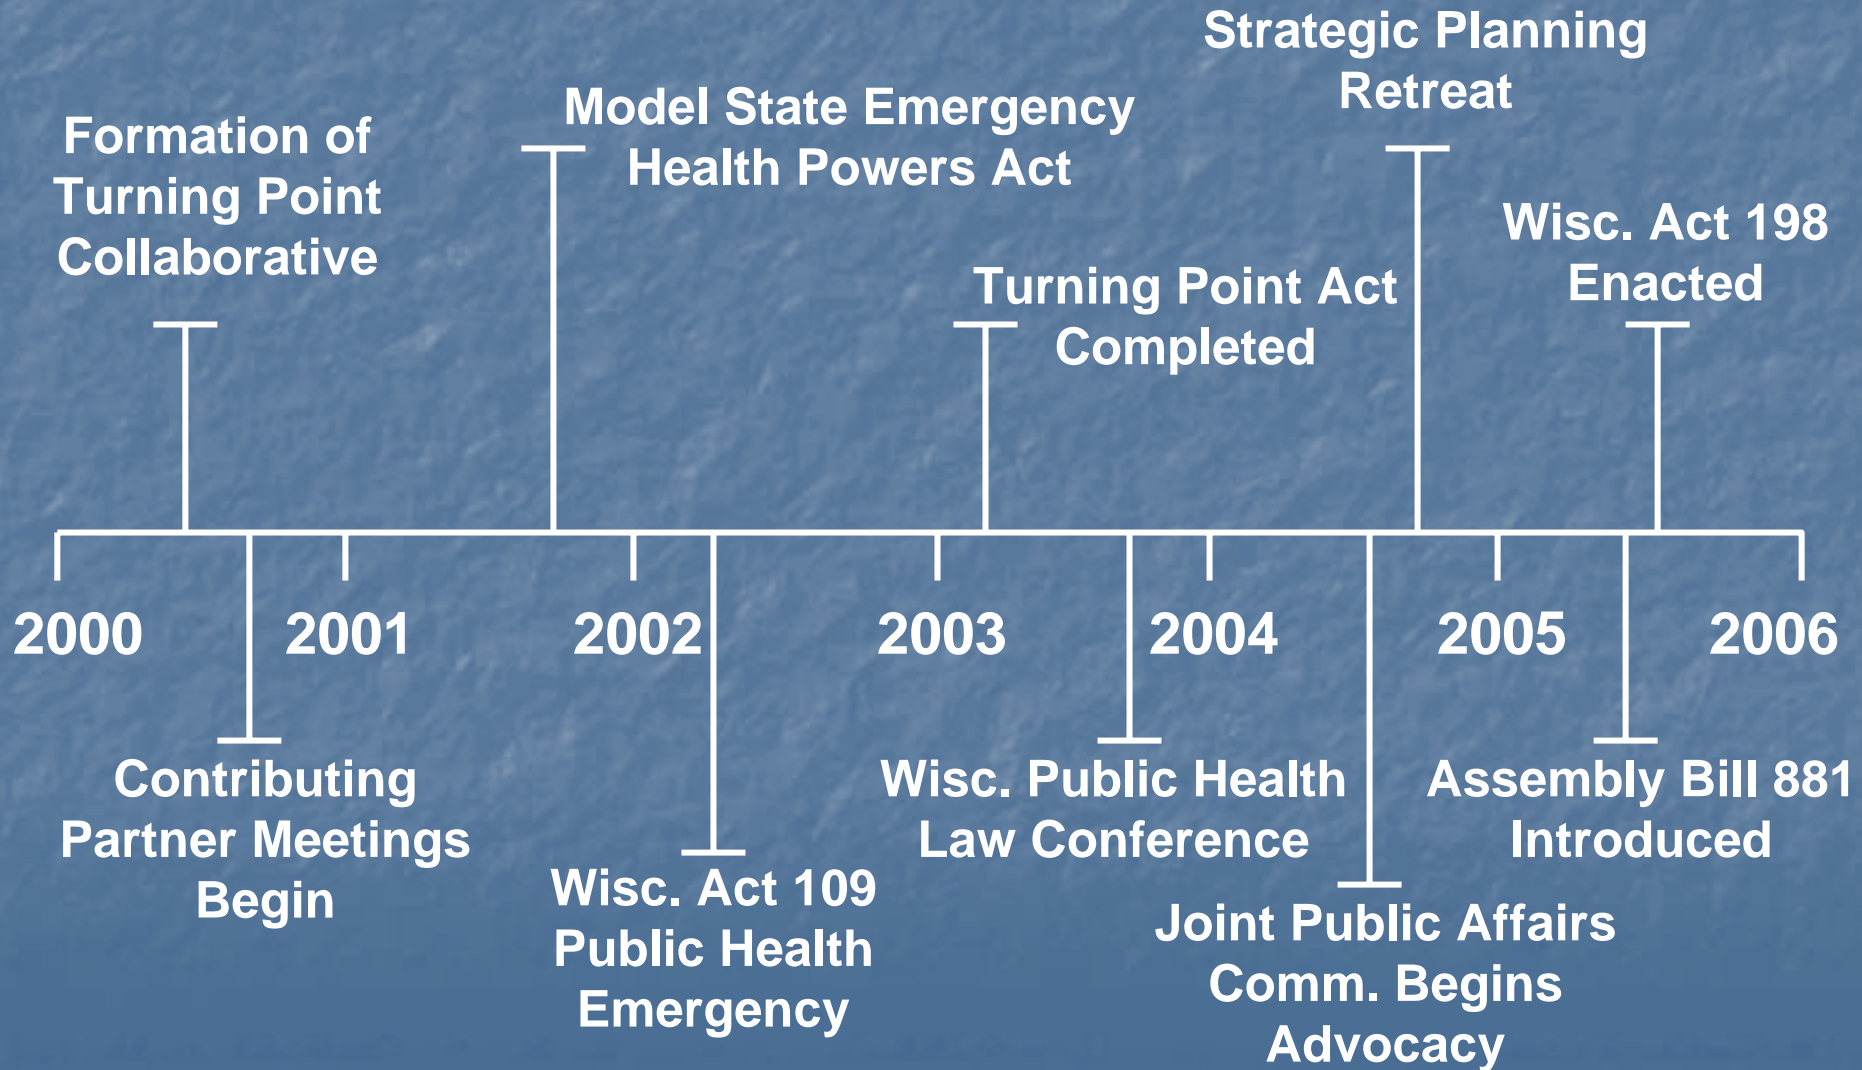 Strategic Planning
Retreat
Model State Emergency
Health Powers Act
Formation of
Turning Point
Collaborative
Wisc. Act 198
Enacted
Turning Point Act
Completed
2000 2001 2002 2003 2004 2005 2006
Contributing
Partner Meetings
Begin
Wisc. Act 109
Public Health
Emergency
Wisc. Public Health
Law Conference
Joint Public Affairs
Comm. Begins
Advocacy
Assembly Bill 881
Introduced